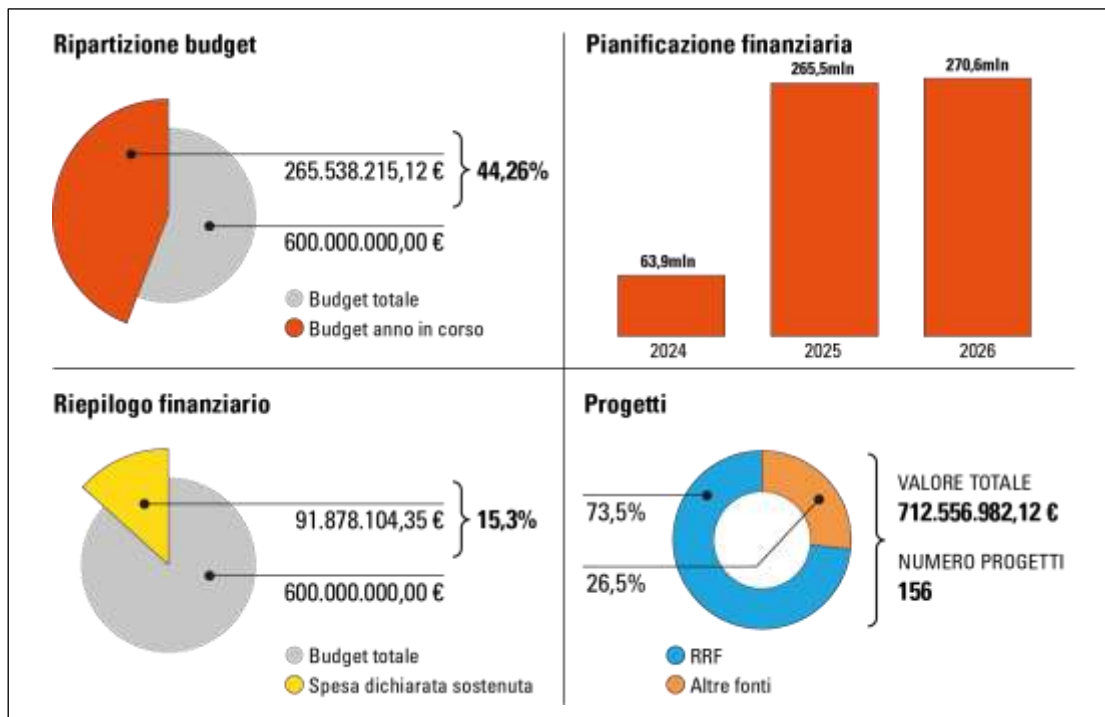 Ripartizione budget
265.538.215,12 €
44,26%
600.000.000,00 €
Budget totale
Budget anno in corso
Pianificazione finanziaria
63,9mln
265,5mln
270,6mln
2024
2025
2026
Riepilogo finanziario
91.878.104,35 €
15,3%
600.000.000,00 €
Budget totale
Spesa dichiarata sostenuta
Progetti
73,5%
26,5%
VALORE TOTALE
712.556.982,12 €
NUMERO PROGETTI
156
RRF
Altre fonti